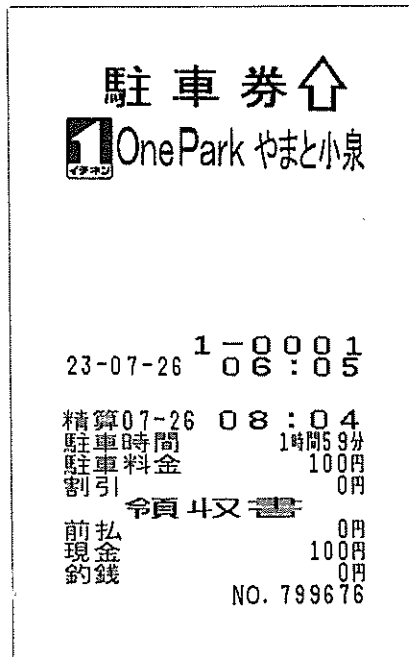 駐車券
1 イチネン OnePark やまと小泉
1-0001
23-07-26 06:05
精算07-26 08:04
駐車時間 1時間59分
駐車料金 100円
割引 0円
領収書
前払 0円
現金 100円
釣銭 0円
NO.799676